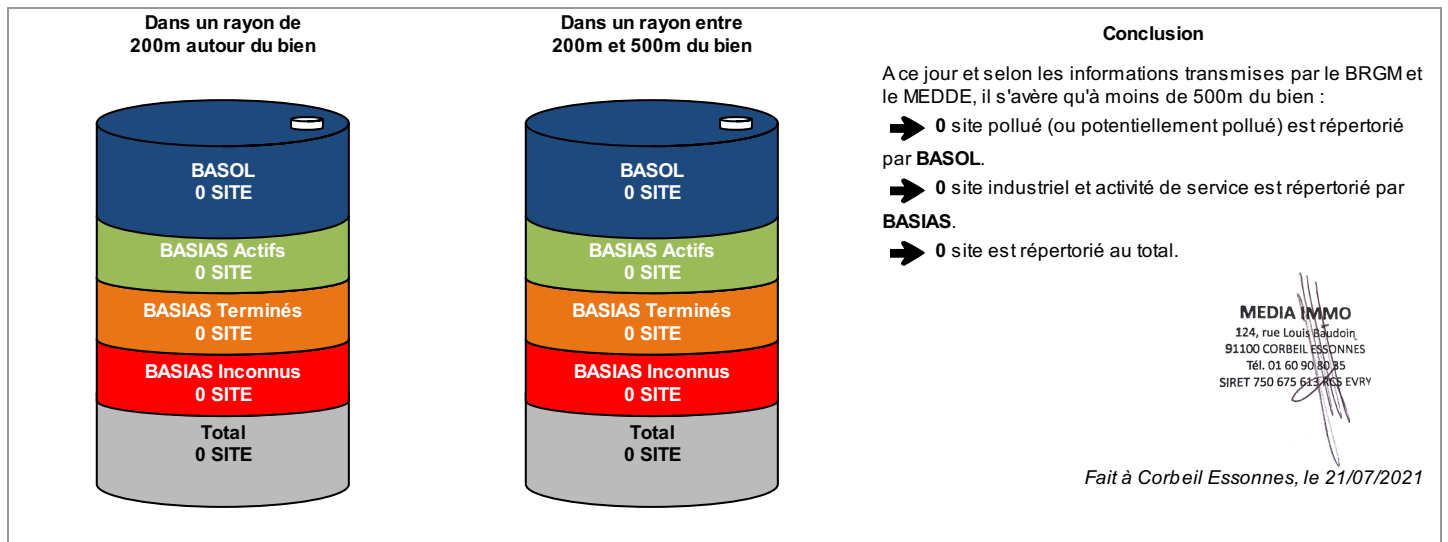 Dans un rayon de
200m autour du bien
BASOL
0 SITE
BASIAS Actifs
0 SITE
BASIAS Terminés
0 SITE
BASIAS Inconnus
0 SITE
Total
0 SITE
Dans un rayon entre
200m et 500m du bien
BASOL
0 SITE
BASIAS Actifs
0 SITE
BASIAS Terminés
0 SITE
BASIAS Inconnus
0 SITE
Total
0 SITE
Conclusion
A ce jour et selon les informations transmises par le BRGM et
le MEDDE, il s'avère qu'à moins de 500m du bien :
0 site pollué (ou potentiellement pollué) est répertorié
par BASOL.
0 site industriel et activité de service est répertorié par
BASIAS.
0 site est répertorié au total.
MEDIA IMMO
124, rue Louis Baudoin
91100 CORBEIL ESSONNES
Tél. 01 60 90 80 85
SIRET 750 675 613 RCS EVRY
Fait à Corbeil Essonnes, le 21/07/2021